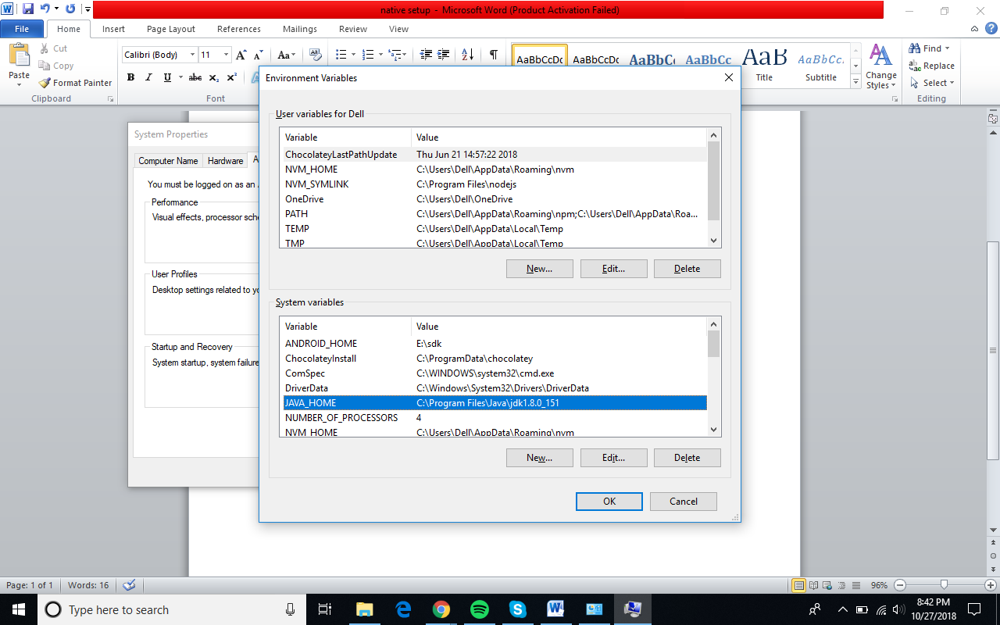 native setup - Microsoft Word (Product Activation Failed)
File Home Insert Page Layout References Mailings Review View
Paste
Cut
Copy
Format Painter
Clipboard
Calibri (Body) 11
B I U abc x₂ x²
Aa
Font
AaBbCcDc AaBbCcDc AaBbCc AaBbCc AaB AaBbCc.
Title Subtitle
Change
Styles
Find
Replace
Select
Editing
System Properties
Computer Name Hardware
You must be logged on as an
Performance
Visual effects, processor sche
User Profiles
Desktop settings related to yo
Startup and Recovery
System startup, system failure
Environment Variables
User variables for Dell
Variable Value
ChocolateyLastPathUpdate Thu Jun 21 14:57:22 2018
NVM_HOME C:\Users\Dell\AppData\Roaming\nvm
NVM_SYMLINK C:\Program Files\nodejs
OneDrive C:\Users\Dell\OneDrive
PATH C:\Users\Dell\AppData\Roaming\npm;C:\Users\Dell\AppData\Roa...
TEMP C:\Users\Dell\AppData\Local\Temp
TMP C:\Users\Dell\AppData\Local\Temp
New... Edit... Delete
System variables
Variable Value
ANDROID_HOME E:\sdk
ChocolateyInstall C:\ProgramData\chocolatey
ComSpec C:\WINDOWS\system32\cmd.exe
DriverData C:\Windows\System32\Drivers\DriverData
JAVA_HOME C:\Program Files\Java\jdk1.8.0_151
NUMBER_OF_PROCESSORS 4
NVM_HOME C:\Users\Dell\AppData\Roaming\nvm
New... Edit... Delete
OK Cancel
Page: 1 of 1 Words: 16 96%
Type here to search
8:42 PM
10/27/2018